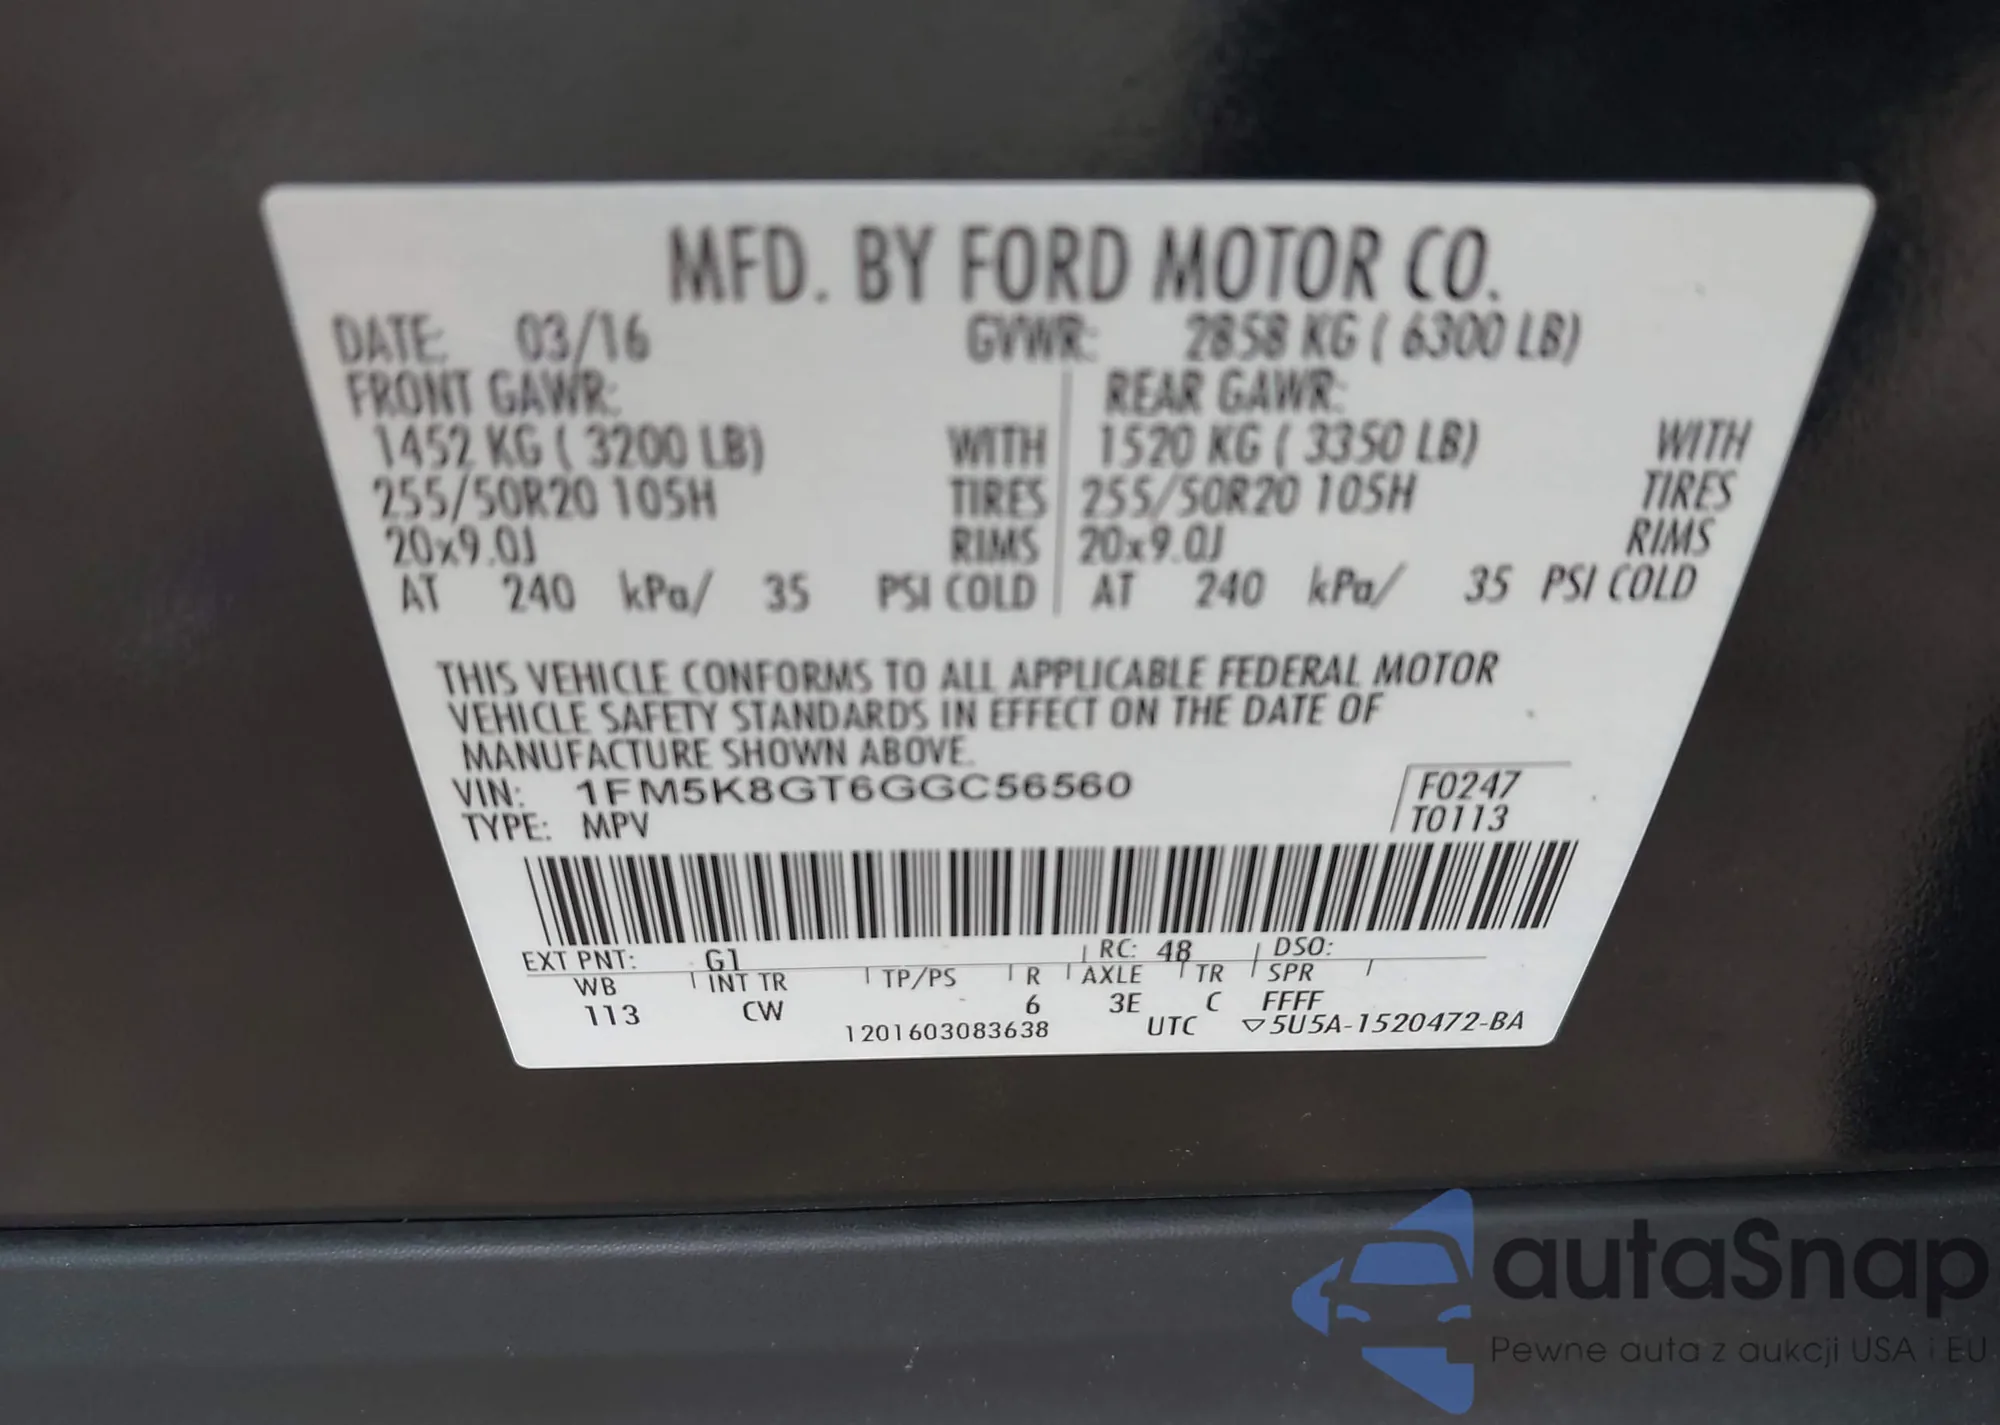 MFD. BY FORD MOTOR CO.
DATE: 03/16 GVWR: 2858 KG ( 6300 LB)
FRONT GAWR: REAR GAWR:
1452 KG ( 3200 LB) WITH 1520 KG ( 3350 LB) WITH
255/50R20 105H TIRES 255/50R20 105H TIRES
20x9.0J RIMS 20x9.0J RIMS
AT 240 kPa/ 35 PSI COLD AT 240 kPa/ 35 PSI COLD
THIS VEHICLE CONFORMS TO ALL APPLICABLE FEDERAL MOTOR
VEHICLE SAFETY STANDARDS IN EFFECT ON THE DATE OF
MANUFACTURE SHOWN ABOVE.
VIN: 1FM5K8GT6GGC56560 F0247
TYPE: MPV T0113
EXT PNT: G1 RC: 48 DSO:
WB INT TR TP/PS R AXLE TR SPR
113 CW 6 3E C FFFF
1201603083638 UTC ▽5U5A-1520472-BA
autaSnap
Pewne auta z aukcji USA i EU